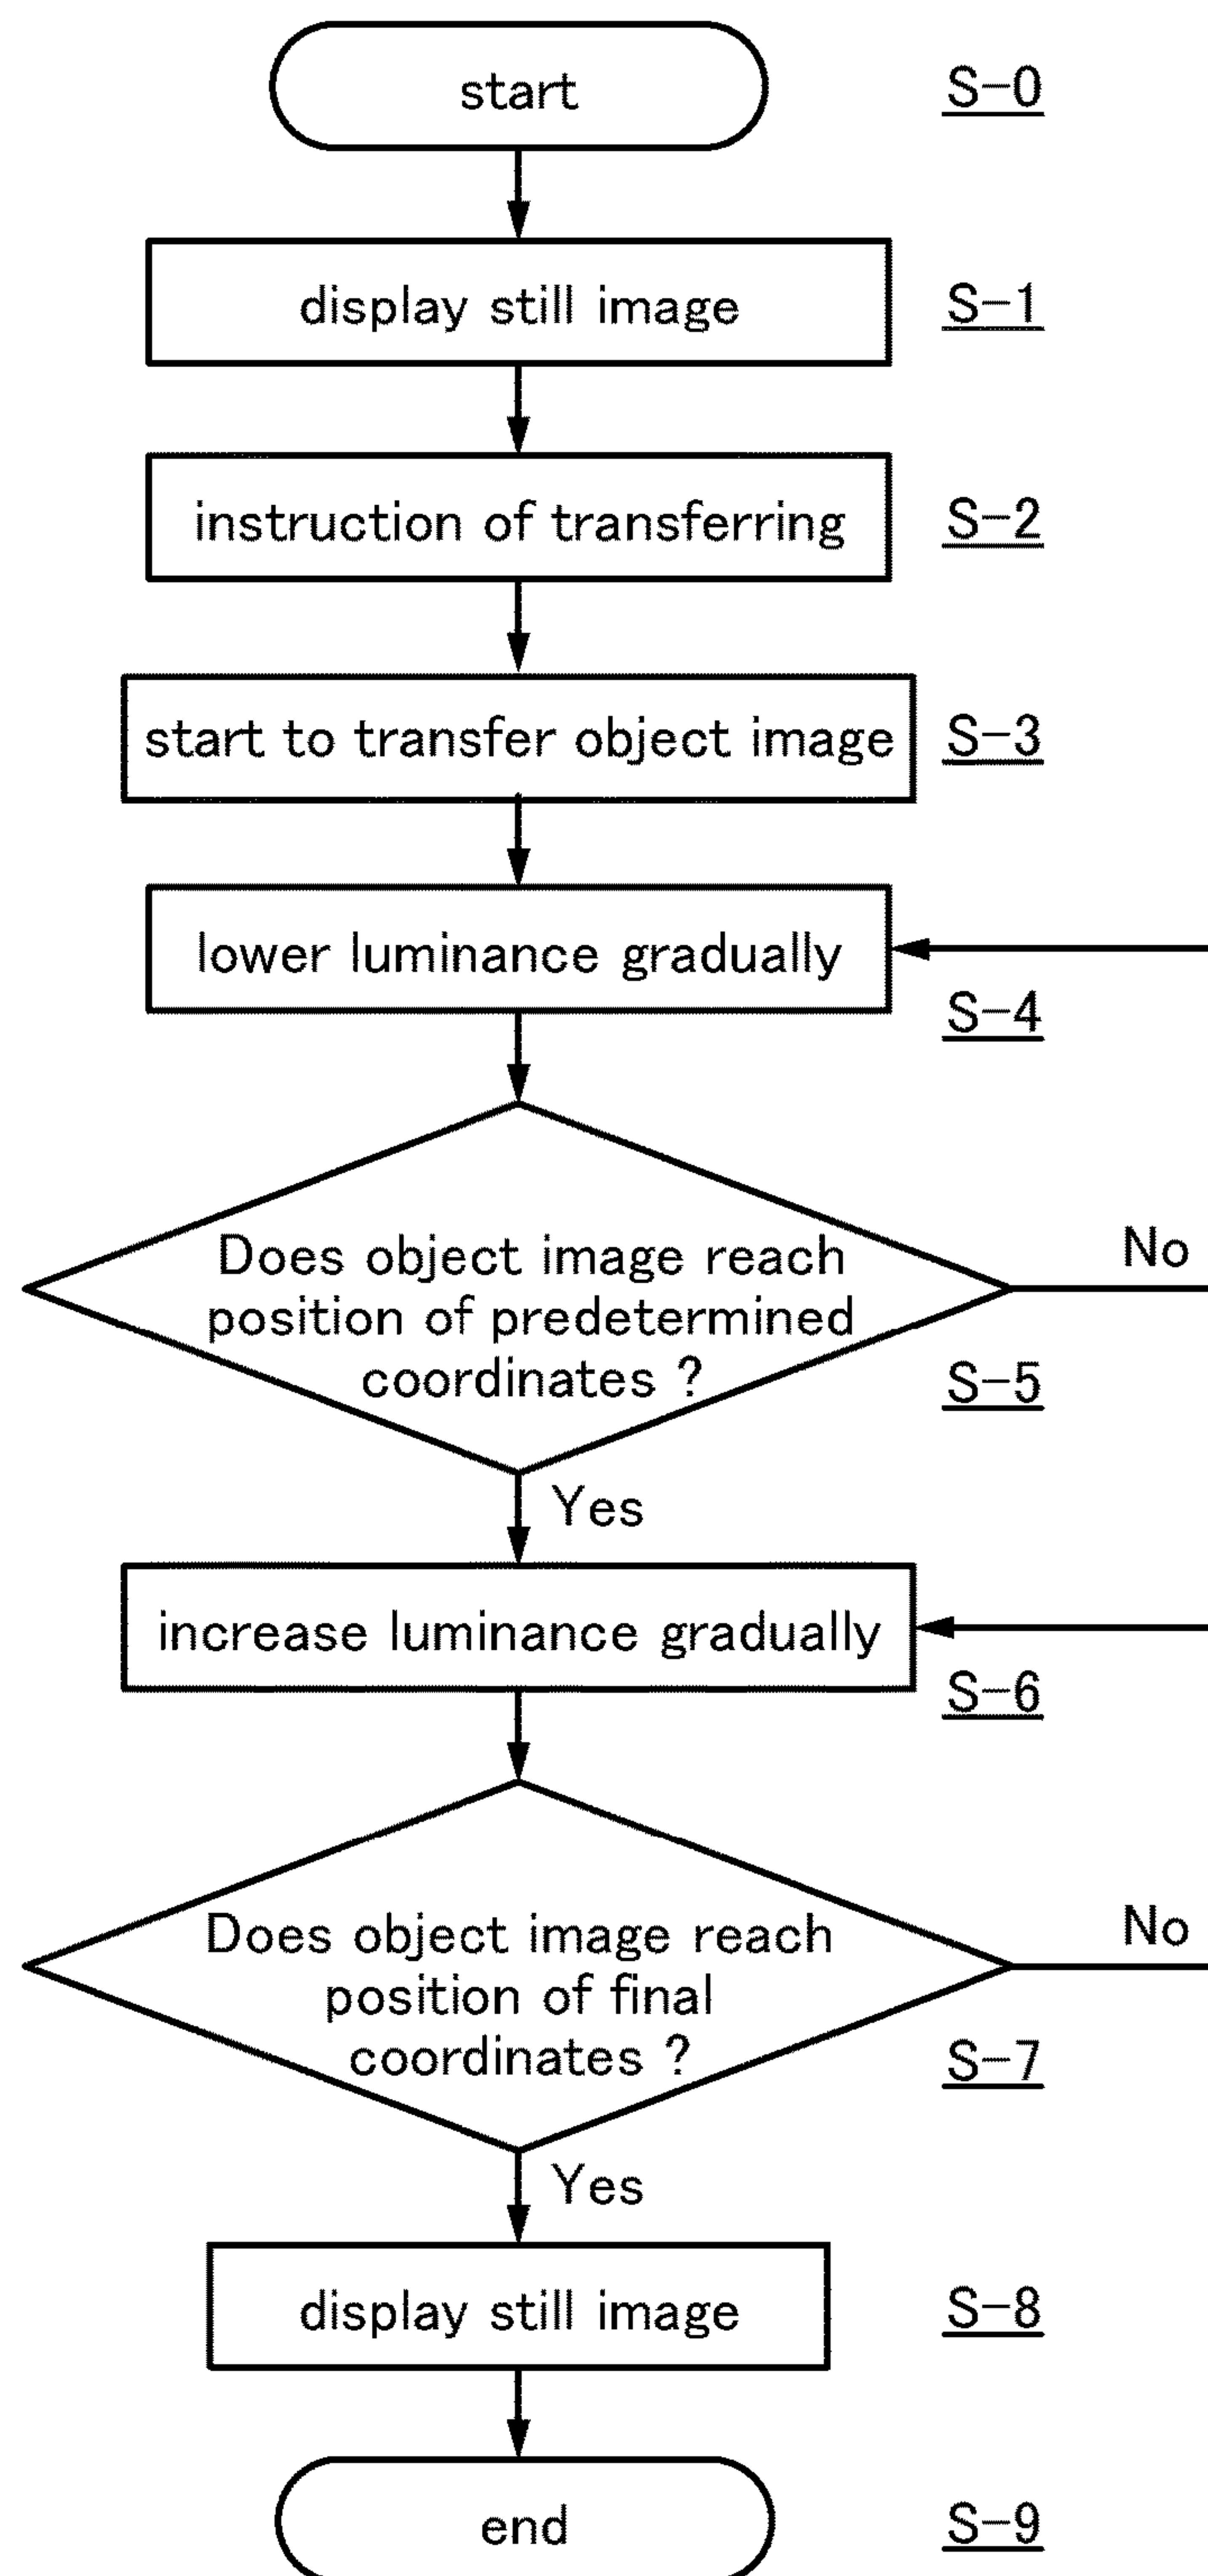 start
S-0
display still image
S-1
instruction of transferring
S-2
start to transfer object image
S-3
lower luminance gradually
S-4
Does object image reach
position of predetermined
coordinates ?
No
S-5
Yes
increase luminance gradually
S-6
Does object image reach
position of final
coordinates ?
No
S-7
Yes
display still image
S-8
end
S-9